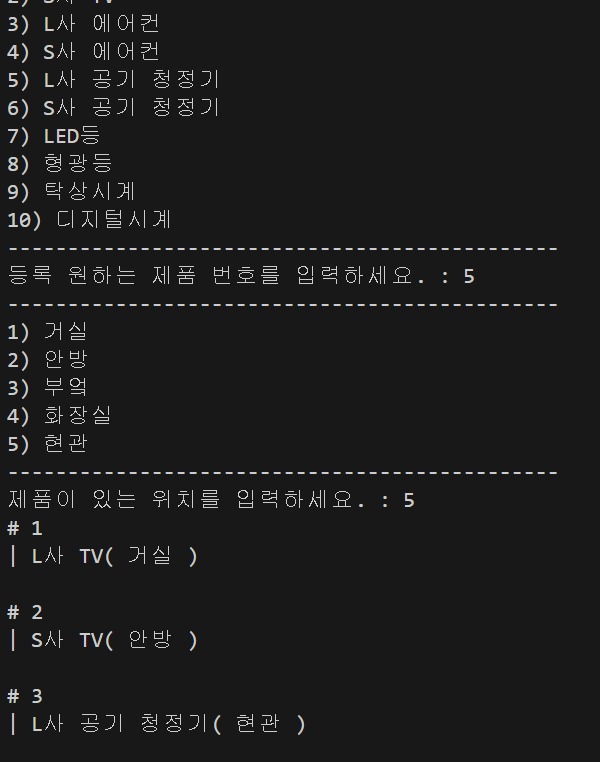 3) L사 에어컨
4) S사 에어컨
5) L사 공기 청정기
6) S사 공기 청정기
7) LED등
8) 형광등
9) 탁상시계
10) 디지털시계
----------------------------------------------
등록 원하는 제품 번호를 입력하세요. : 5
----------------------------------------------
1) 거실
2) 안방
3) 부엌
4) 화장실
5) 현관
----------------------------------------------
제품이 있는 위치를 입력하세요. : 5
# 1
| L사 TV( 거실 )
# 2
| S사 TV( 안방 )
# 3
| L사 공기 청정기( 현관 )